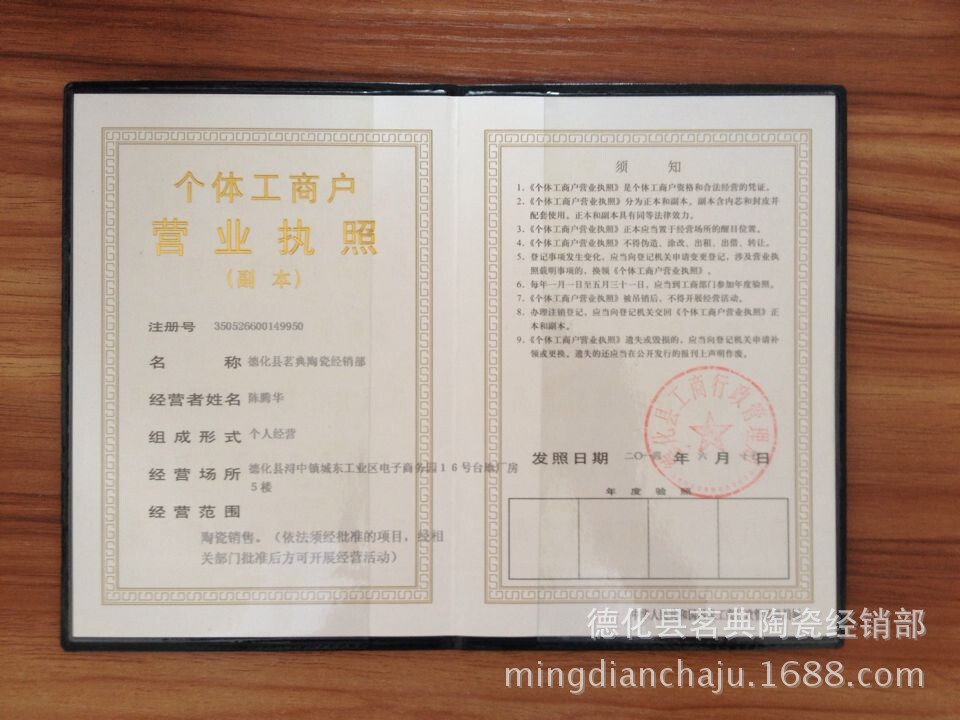 个体工商户
营业执照
(副 本)
注册号 350526600149950
名 称 德化县茗典陶瓷经销部
经营者姓名 陈腾华
组成形式 个人经营
经营场所 德化县浔中镇城东工业区电子商务园16号台地厂房
5楼
经营范围
陶瓷销售。（依法须经批准的项目，经相
关部门批准后方可开展经营活动）
须 知
1.《个体工商户营业执照》是个体工商户资格和合法经营的凭证。
2.《个体工商户营业执照》分为正本和副本，副本含内芯和封皮并
配套使用。正本和副本具有同等法律效力。
3.《个体工商户营业执照》正本应当置于经营场所的醒目位置。
4.《个体工商户营业执照》不得伪造、涂改、出租、出借、转让。
5. 登记事项发生变化，应当向登记机关申请变更登记，涉及营业执
照载明事项的，换领《个体工商户营业执照》。
6. 每年一月一日至五月三十一日，应当到工商部门参加年度验照。
7.《个体工商户营业执照》被吊销后，不得开展经营活动。
8. 办理注销登记，应当向登记机关交回《个体工商户营业执照》正
本和副本。
9.《个体工商户营业执照》遗失或毁损的，应当向登记机关申请补
领或更换。遗失的还应当在公开发行的报刊上声明作废。
德化县工商行政管理局
发照日期 二〇一四 年 六 月 日
年 度 验 照
德化县茗典陶瓷经销部
mingdianchaju.1688.com